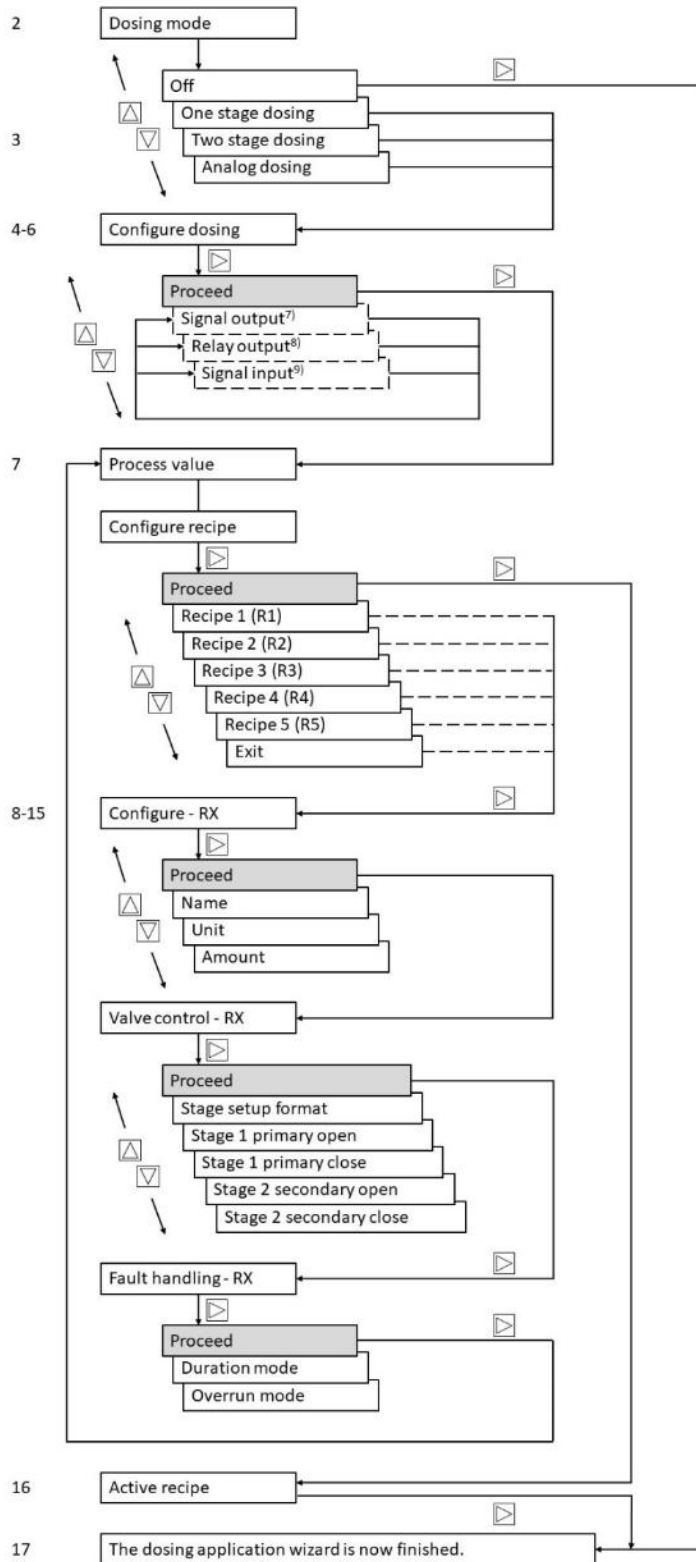 2
Dosing mode
Off
One stage dosing
3
Two stage dosing
Analog dosing
4-6
Configure dosing
Proceed
Signal output7)
Relay output8)
Signal input9)
7
Process value
Configure recipe
Proceed
Recipe 1 (R1)
Recipe 2 (R2)
Recipe 3 (R3)
Recipe 4 (R4)
Recipe 5 (R5)
Exit
8-15
Configure - RX
Proceed
Name
Unit
Amount
Valve control - RX
Proceed
Stage setup format
Stage 1 primary open
Stage 1 primary close
Stage 2 secondary open
Stage 2 secondary close
Fault handling - RX
Proceed
Duration mode
Overrun mode
16
Active recipe
17
The dosing application wizard is now finished.